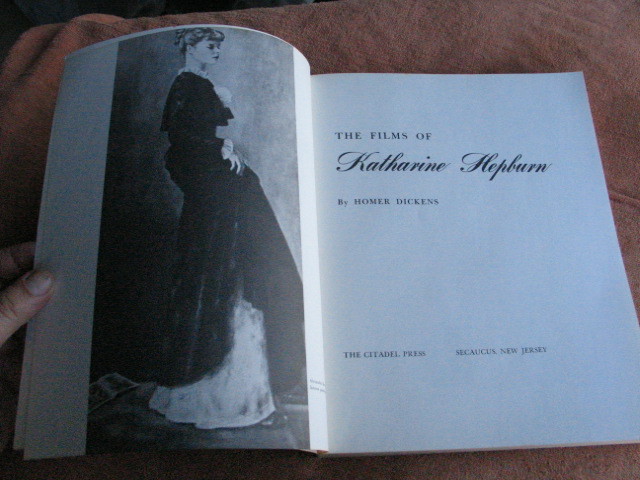 THE FILMS OF
Katharine Hepburn
By HOMER DICKENS
THE CITADEL PRESS SECAUCUS, NEW JERSEY